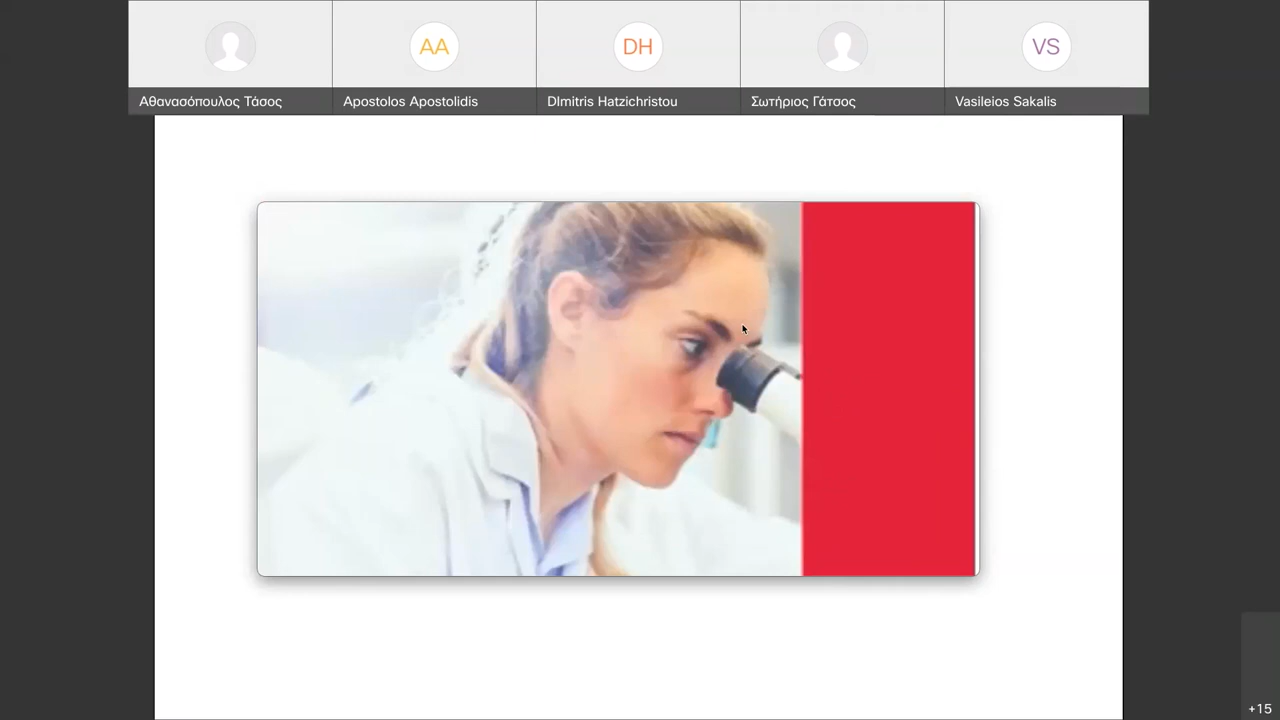 AA
DH
VS
Αθανασόπουλος Τάσος
Apostolos Apostolidis
DImitris Hatzichristou
Σωτήριος Γάτσος
Vasileios Sakalis
+15